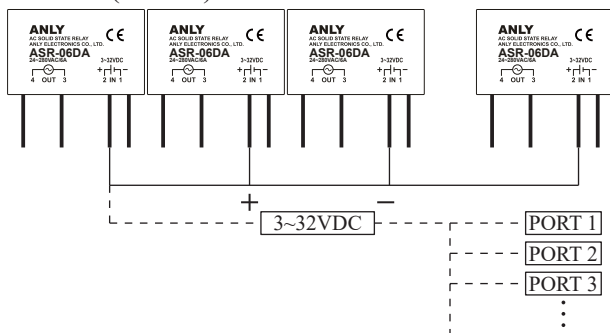 ANLY CE
AC SOLID STATE RELAY
ANLY ELECTRONICS CO., LTD.
ASR-06DA
24~280VAC/6A 3~32VDC
+ −
4 OUT 3 2 IN 1
ANLY CE
AC SOLID STATE RELAY
ANLY ELECTRONICS CO., LTD.
ASR-06DA
24~280VAC/6A 3~32VDC
+ −
4 OUT 3 2 IN 1
ANLY CE
AC SOLID STATE RELAY
ANLY ELECTRONICS CO., LTD.
ASR-06DA
24~280VAC/6A 3~32VDC
+ −
4 OUT 3 2 IN 1
ANLY CE
AC SOLID STATE RELAY
ANLY ELECTRONICS CO., LTD.
ASR-06DA
24~280VAC/6A 3~32VDC
+ −
4 OUT 3 2 IN 1
+ −
3~32VDC
PORT 1
PORT 2
PORT 3